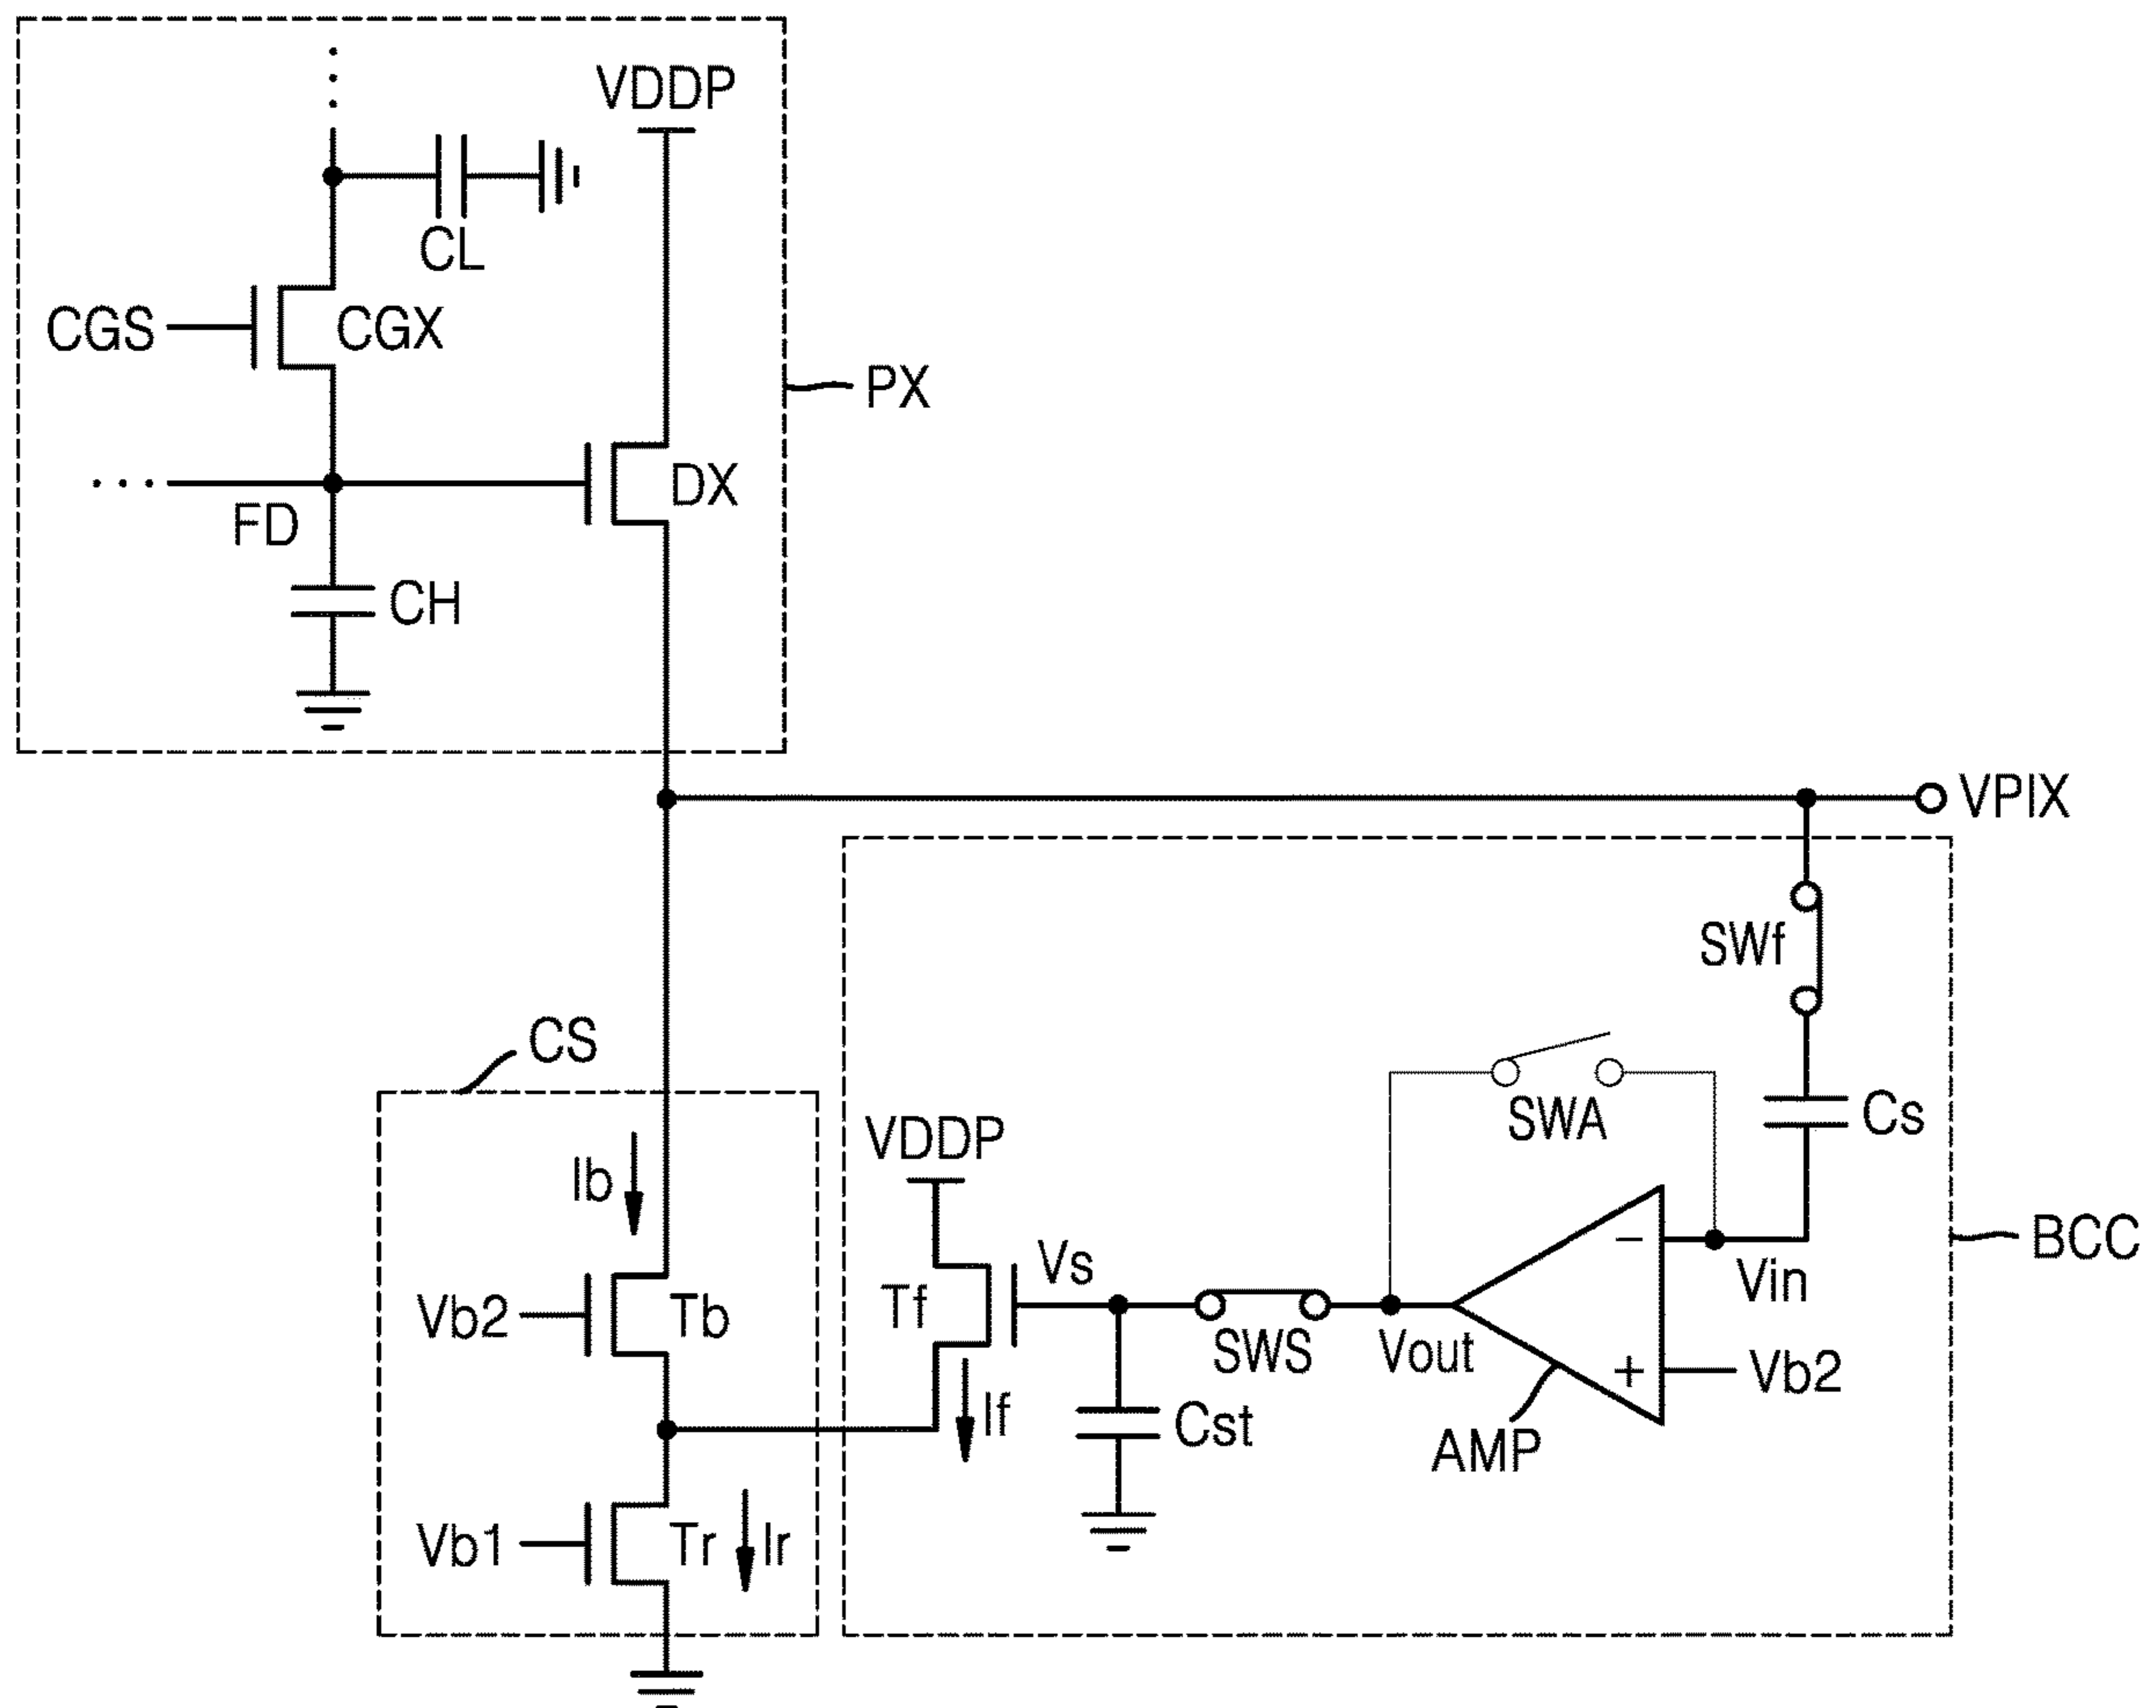 VDDP
CL
CGS
CGX
PX
DX
FD
CH
VPIX
SWf
CS
SWA
Cs
VDDP
Ib
Vs
BCC
Vin
Tf
Vb2
Tb
SWS
Vout
Vb2
If
Cst
AMP
Vb1
Tr
Ir